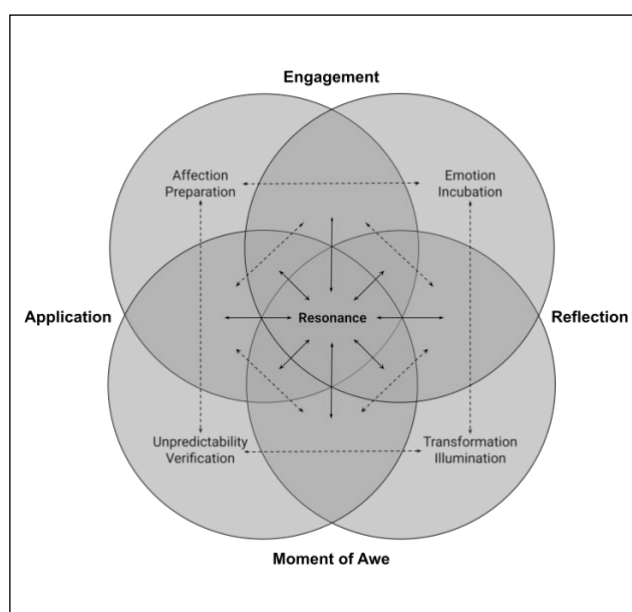 Engagement
Affection
Preparation
Emotion
Incubation
Application
Resonance
Reflection
Unpredictability
Verification
Transformation
Illumination
Moment of Awe